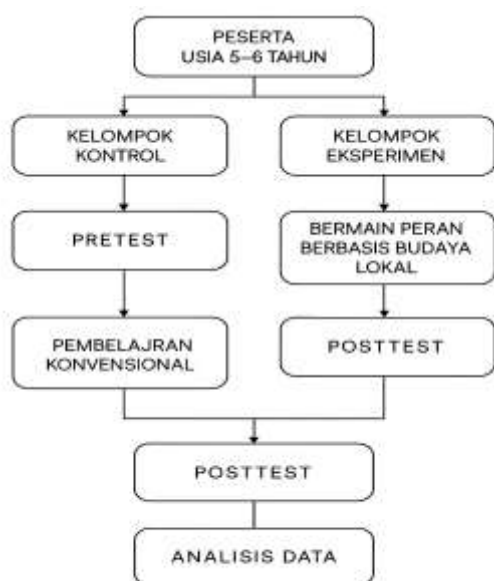 PESERTA
USIA 5–6 TAHUN
KELOMPOK
KONTROL
KELOMPOK
EKSPERIMEN
PRETEST
BERMAIN PERAN
BERBASIS BUDAYA
LOKAL
PEMBELAJRAN
KONVENSIONAL
POSTTEST
POSTTEST
ANALISIS DATA